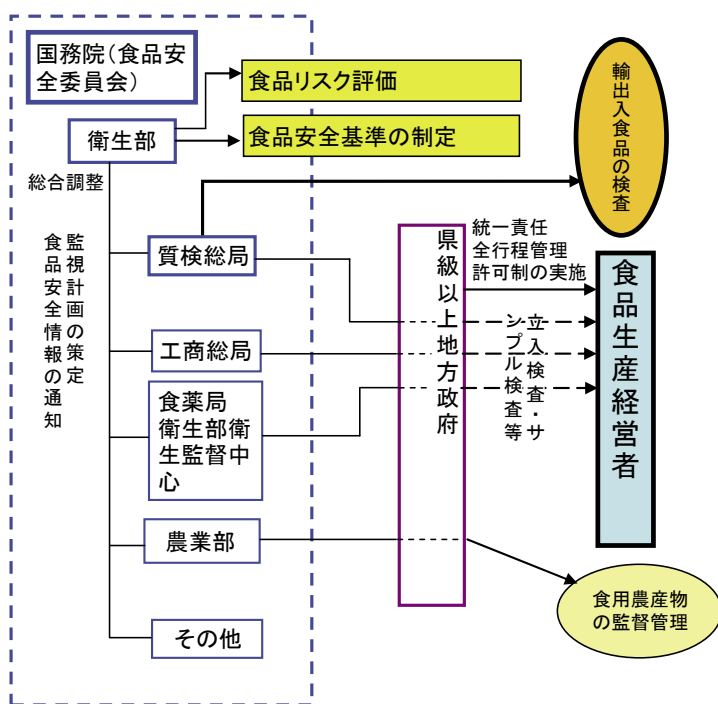 国務院(食品安
全委員会)
食品リスク評価
衛生部
食品安全基準の制定
輸出入食品の検査
総合調整
監視計画の策定
食品安全情報の通知
質検総局
工商総局
食薬局
衛生部衛
生監督中
心
農業部
その他
県級以上地方政府
統一責任
全行程管理
許可制の実施
立入検査・サ
ンプル検査等
食品生産経営者
食用農産物
の監督管理